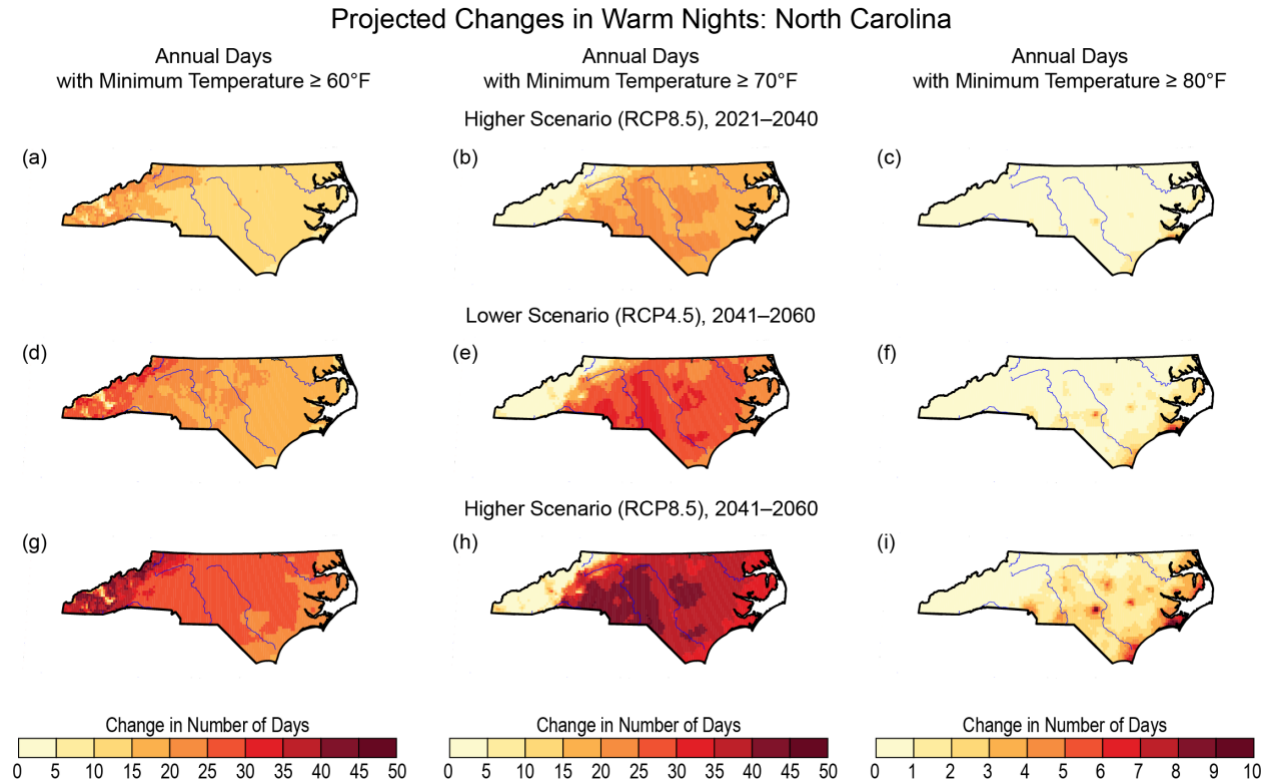 Projected Changes in Warm Nights: North Carolina
Annual Days
with Minimum Temperature ≥ 60°F
Annual Days
with Minimum Temperature ≥ 70°F
Annual Days
with Minimum Temperature ≥ 80°F
Higher Scenario (RCP8.5), 2021–2040
(a)
(b)
(c)
Lower Scenario (RCP4.5), 2041–2060
(d)
(e)
(f)
Higher Scenario (RCP8.5), 2041–2060
(g)
(h)
(i)
Change in Number of Days
0 5 10 15 20 25 30 35 40 45 50
Change in Number of Days
0 5 10 15 20 25 30 35 40 45 50
Change in Number of Days
0 1 2 3 4 5 6 7 8 9 10